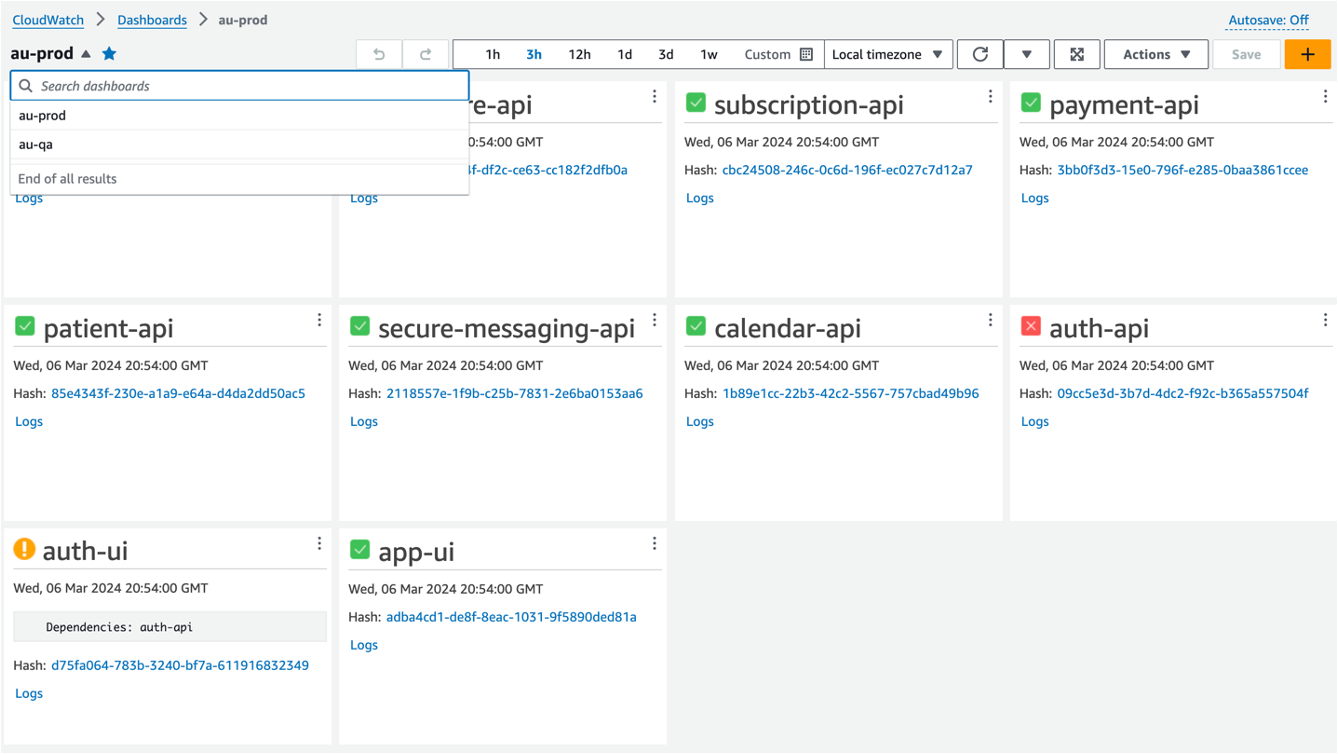 CloudWatch > Dashboards > au-prod
Autosave: Off
au-prod
1h 3h 12h 1d 3d 1w Custom Local timezone Actions Save
Search dashboards
au-prod
au-qa
End of all results
Logs
re-api
0:54:00 GMT
f-df2c-ce63-cc182f2dfb0a
Logs
subscription-api
Wed, 06 Mar 2024 20:54:00 GMT
Hash: cbc24508-246c-0c6d-196f-ec027c7d12a7
Logs
payment-api
Wed, 06 Mar 2024 20:54:00 GMT
Hash: 3bb0f3d3-15e0-796f-e285-0baa3861ccee
Logs
patient-api
Wed, 06 Mar 2024 20:54:00 GMT
Hash: 85e4343f-230e-a1a9-e64a-d4da2dd50ac5
Logs
secure-messaging-api
Wed, 06 Mar 2024 20:54:00 GMT
Hash: 2118557e-1f9b-c25b-7831-2e6ba0153aa6
Logs
calendar-api
Wed, 06 Mar 2024 20:54:00 GMT
Hash: 1b89e1cc-22b3-42c2-5567-757cbad49b96
Logs
auth-api
Wed, 06 Mar 2024 20:54:00 GMT
Hash: 09cc5e3d-3b7d-4dc2-f92c-b365a557504f
Logs
auth-ui
Wed, 06 Mar 2024 20:54:00 GMT
Dependencies: auth-api
Hash: d75fa064-783b-3240-bf7a-611916832349
Logs
app-ui
Wed, 06 Mar 2024 20:54:00 GMT
Hash: adba4cd1-de8f-8eac-1031-9f5890ded81a
Logs